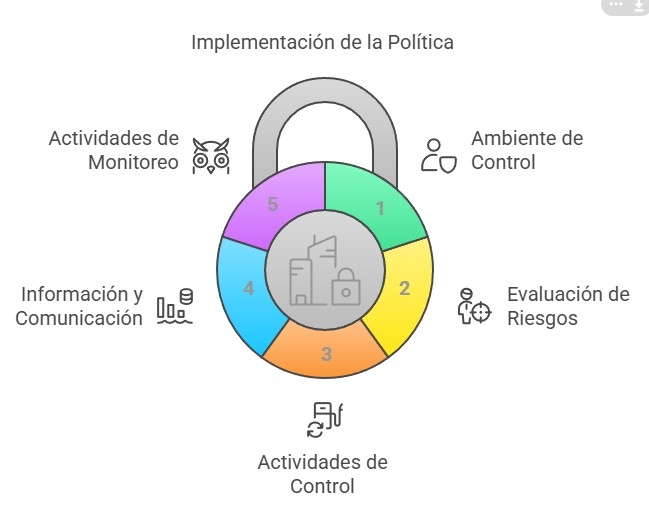 Implementación de la Política
Actividades de
Monitoreo
Ambiente de
Control
5
1
Información y
Comunicación
4
2
Evaluación de
Riesgos
3
Actividades de
Control